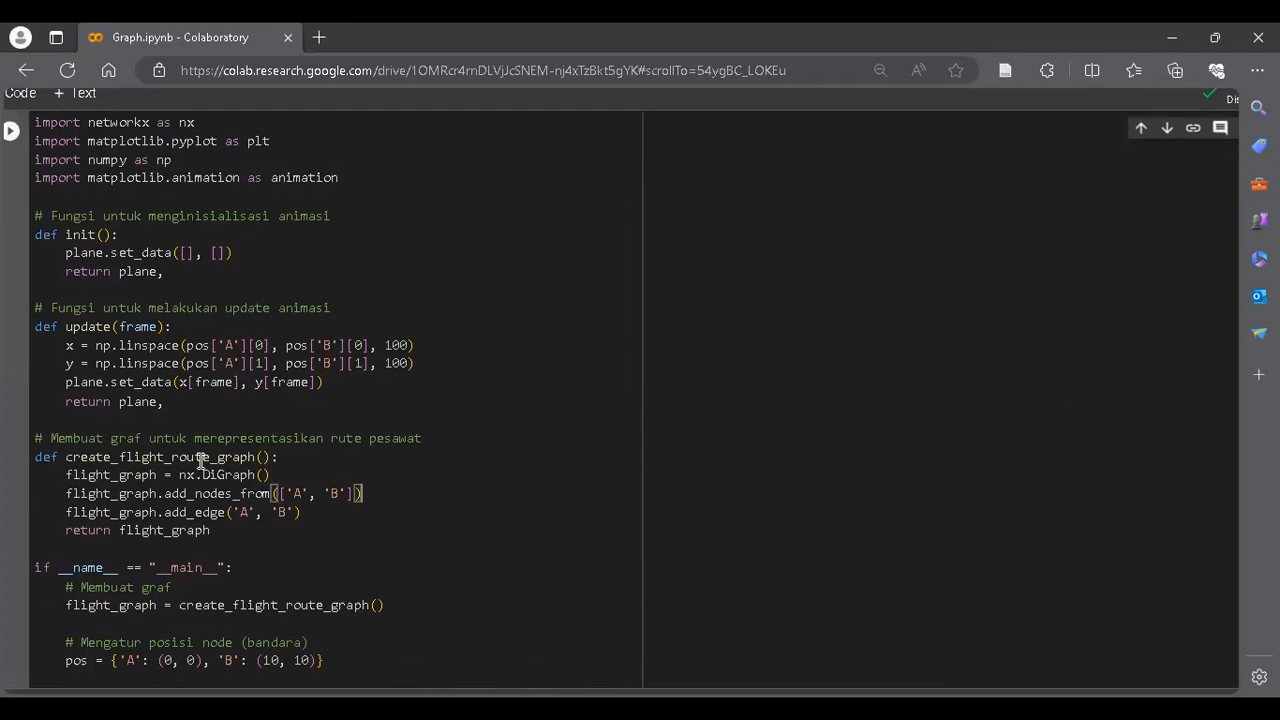 Graph.ipynb - Colaboratory
https://colab.research.google.com/drive/1OMRcr4rnDLVjJcSNEM-nj4xTzBkt5gYK#scrollTo=54ygBC_LOKEu
Code + Text
import networkx as nx
import matplotlib.pyplot as plt
import numpy as np
import matplotlib.animation as animation
# Fungsi untuk menginisialisasi animasi
def init():
    plane.set_data([], [])
    return plane,
# Fungsi untuk melakukan update animasi
def update(frame):
    x = np.linspace(pos['A'][0], pos['B'][0], 100)
    y = np.linspace(pos['A'][1], pos['B'][1], 100)
    plane.set_data(x[frame], y[frame])
    return plane,
# Membuat graf untuk merepresentasikan rute pesawat
def create_flight_route_graph():
    flight_graph = nx.DiGraph()
    flight_graph.add_nodes_from(['A', 'B'])
    flight_graph.add_edge('A', 'B')
    return flight_graph
if __name__ == "__main__":
    # Membuat graf
    flight_graph = create_flight_route_graph()
    # Mengatur posisi node (bandara)
    pos = {'A': (0, 0), 'B': (10, 10)}